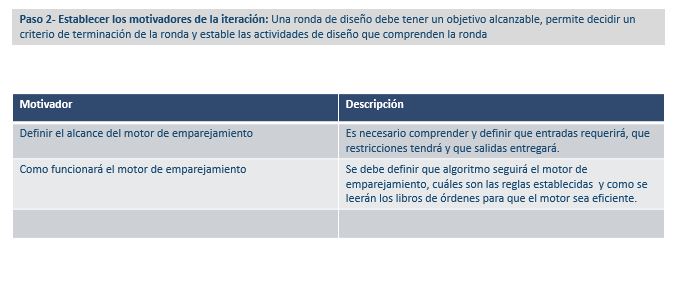 Paso 2- Establecer los motivadores de la iteración: Una ronda de diseño debe tener un objetivo alcanzable, permite decidir un
criterio de terminación de la ronda y estable las actividades de diseño que comprenden la ronda
Motivador
Descripción
Definir el alcance del motor de emparejamiento
Es necesario comprender y definir que entradas requerirá, que
restricciones tendrá y que salidas entregará.
Como funcionará el motor de emparejamiento
Se debe definir que algoritmo seguirá el motor de
emparejamiento, cuáles son las reglas establecidas y como se
leerán los libros de órdenes para que el motor sea eficiente.